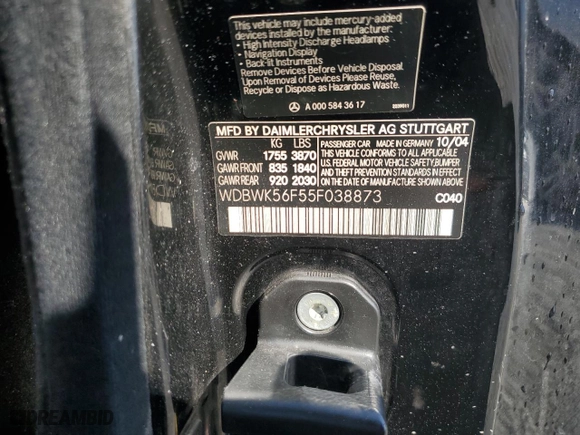 This vehicle may include mercury-added
devices installed by the manufacturer:
- High Intensity Discharge Headlamps
- Navigation Display
- Back-lit Instruments
Remove Devices Before Vehicle Disposal.
Upon Removal of Devices Please Reuse,
Recycle or Dispose as Hazardous Waste.
A 000 584 36 17
MFD BY DAIMLERCHRYSLER AG STUTTGART
KG LBS PASSENGER CAR MADE IN GERMANY 10/04
GVWR 1755 3870 THIS VEHICLE CONFORMS TO ALL APPLICABLE
GAWR FRONT 835 1840 U.S. FEDERAL MOTOR VEHICLE SAFETY, BUMPER
GAWR REAR 920 2030 AND THEFT PREVENTION STANDARDS IN EFFECT
ON THE DATE OF MANUFACTURE SHOWN ABOVE.
WDBWK56F55F038873 C040
DREAMBID